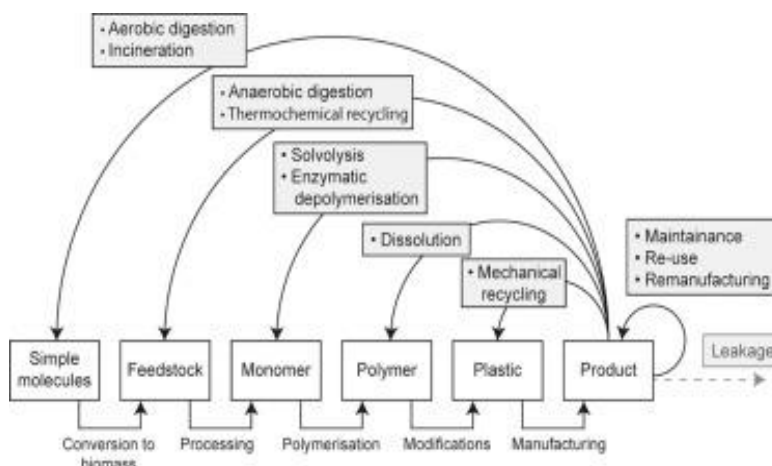 • Aerobic digestion
• Incineration
• Anaerobic digestion
• Thermochemical recycling
• Solvolysis
• Enzymatic
depolymerisation
• Dissolution
• Mechanical
recycling
• Maintainance
• Re-use
• Remanufacturing
Simple
molecules
Feedstock
Monomer
Polymer
Plastic
Product
Leakage
Conversion to
biomass
Processing
Polymerisation
Modifications
Manufacturing